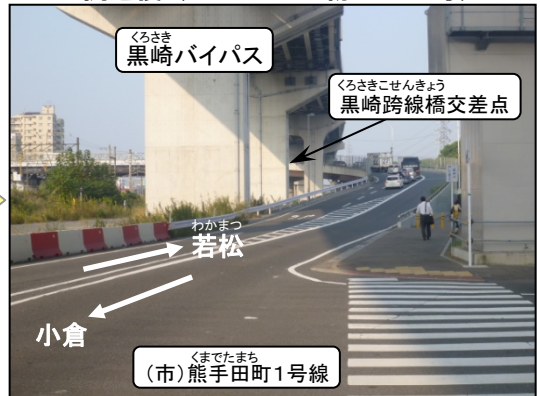 くろさき
黒崎バイパス
くろさきこせんきょう
黒崎跨線橋交差点
わかまつ
若松
小倉
くまでたまち
(市)熊手田町1号線